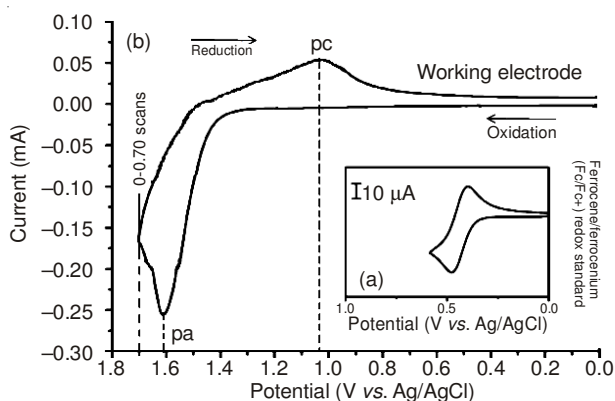 (b)
Reduction
pc
Working electrode
Oxidation
0-0.70 scans
pa
Current (mA)
0.10
0.05
0.00
–0.05
–0.10
–0.15
–0.20
–0.25
–0.30
1.8 1.6 1.4 1.2 1.0 0.8 0.6 0.4 0.2 0.0
Potential (V vs. Ag/AgCl)
I10 µA
(a)
1.0 0.5 0.0
Potential (V vs. Ag/AgCl)
Ferrocene/ferrocenium
(Fc/Fc+) redox standard